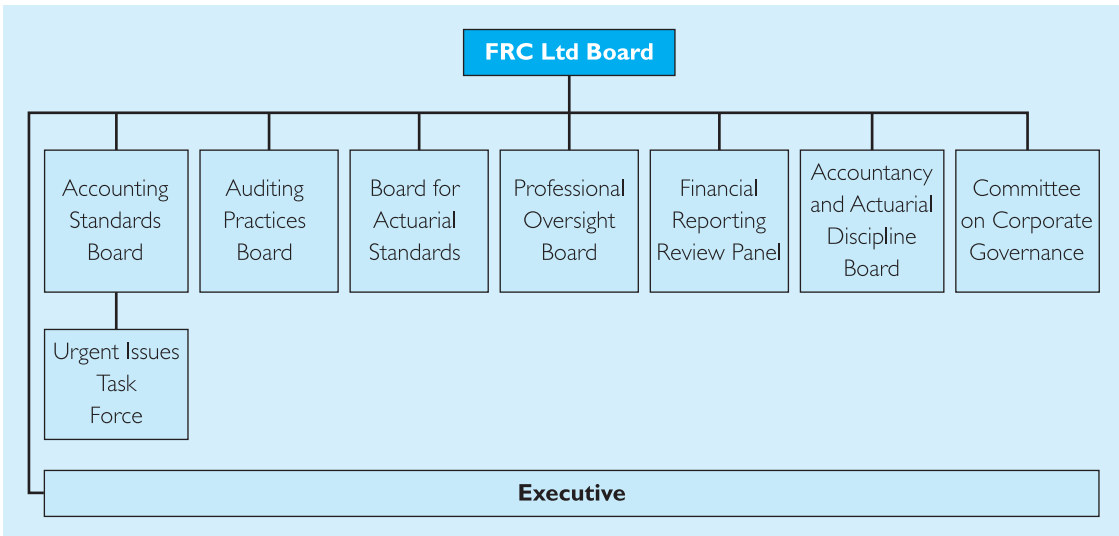 FRC Ltd Board
Accounting
Standards
Board
Auditing
Practices
Board
Board for
Actuarial
Standards
Professional
Oversight
Board
Financial
Reporting
Review Panel
Accountancy
and Actuarial
Discipline
Board
Committee
on Corporate
Governance
Urgent Issues
Task
Force
Executive